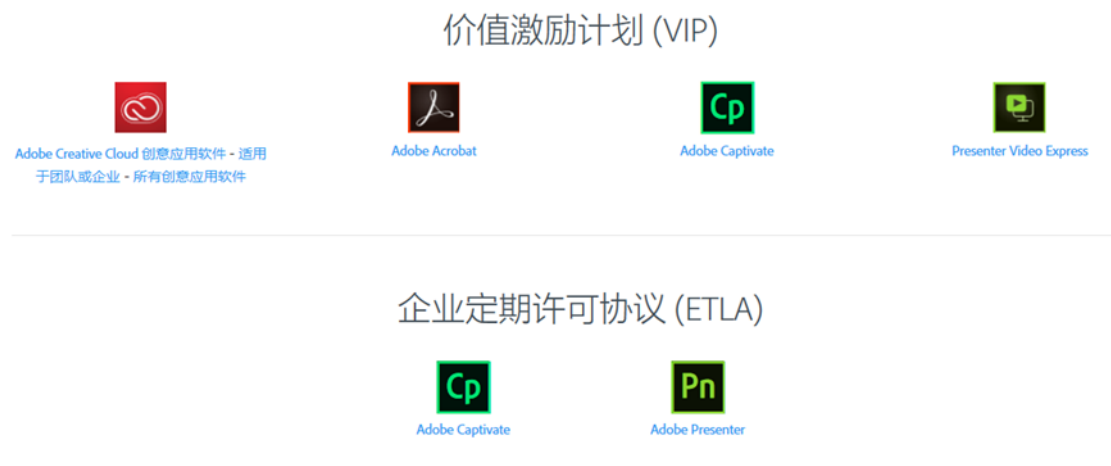 价值激励计划 (VIP)
Cp
Adobe Creative Cloud 创意应用软件 - 适用
于团队或企业 - 所有创意应用软件
Adobe Acrobat
Adobe Captivate
Presenter Video Express
企业定期许可协议 (ETLA)
Cp
Pn
Adobe Captivate
Adobe Presenter